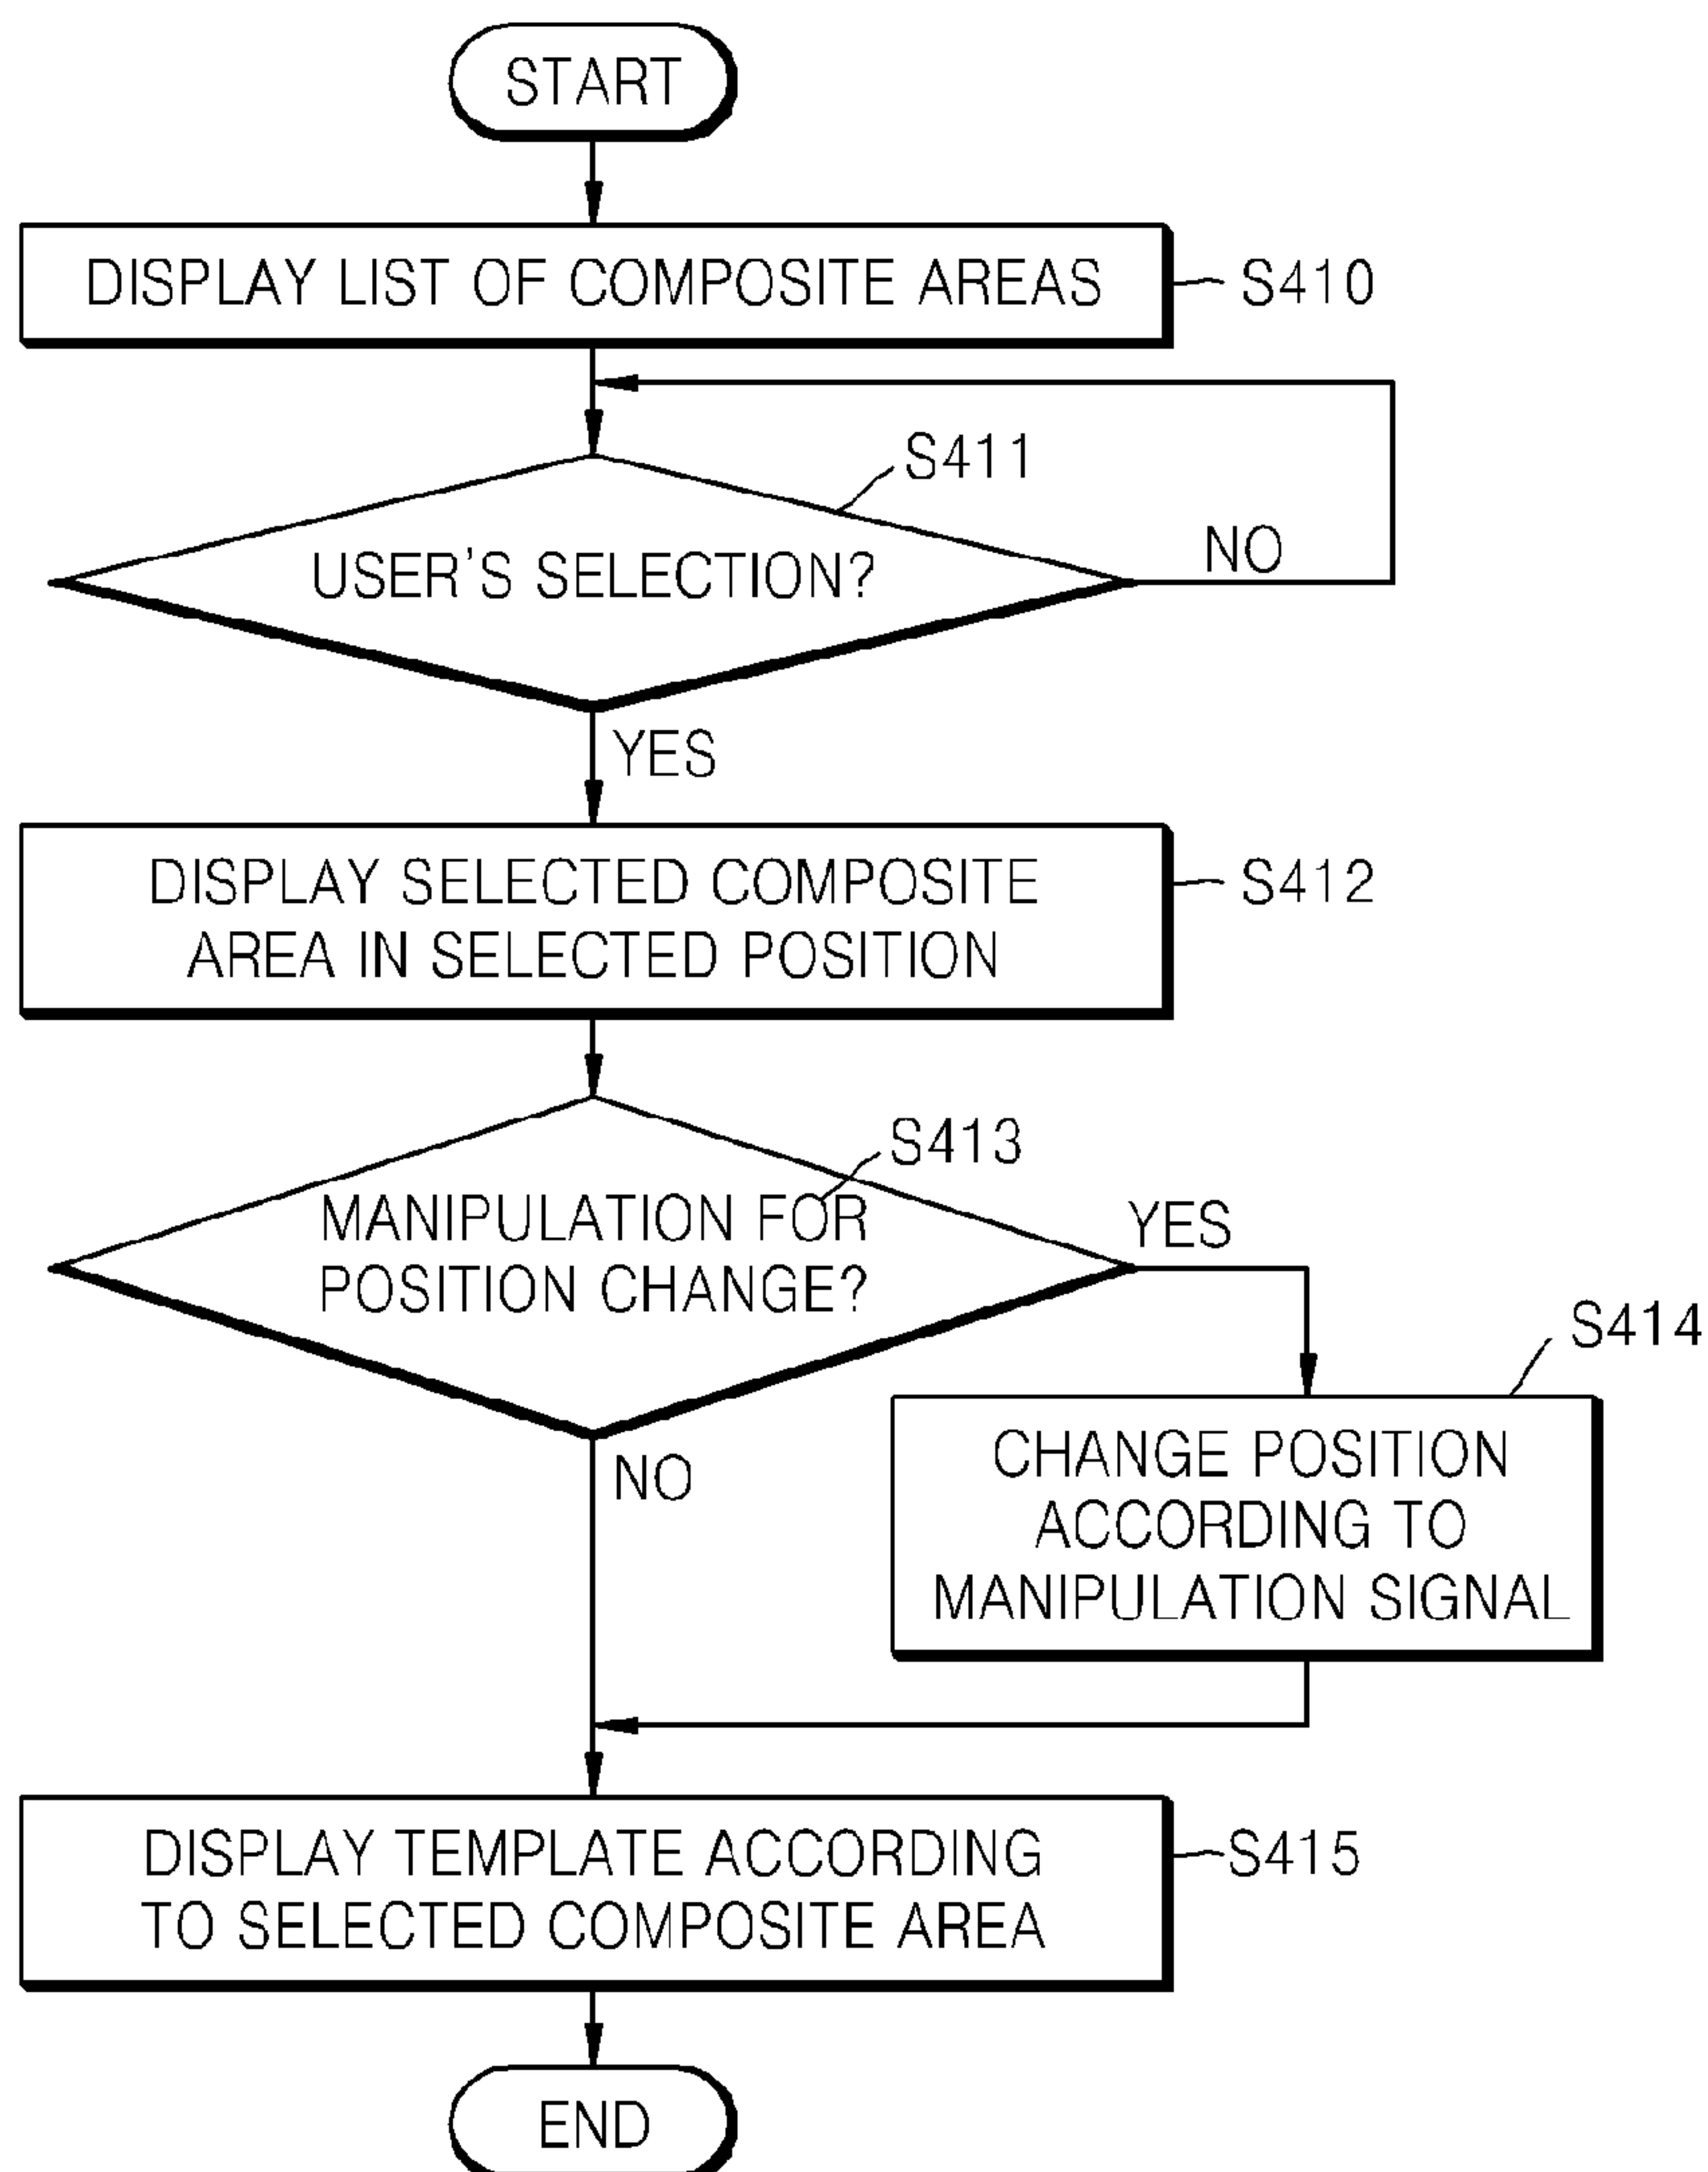 START
DISPLAY LIST OF COMPOSITE AREAS
S410
S411
USER'S SELECTION?
NO
YES
DISPLAY SELECTED COMPOSITE
AREA IN SELECTED POSITION
S412
S413
MANIPULATION FOR
POSITION CHANGE?
YES
NO
S414
CHANGE POSITION
ACCORDING TO
MANIPULATION SIGNAL
DISPLAY TEMPLATE ACCORDING
TO SELECTED COMPOSITE AREA
S415
END